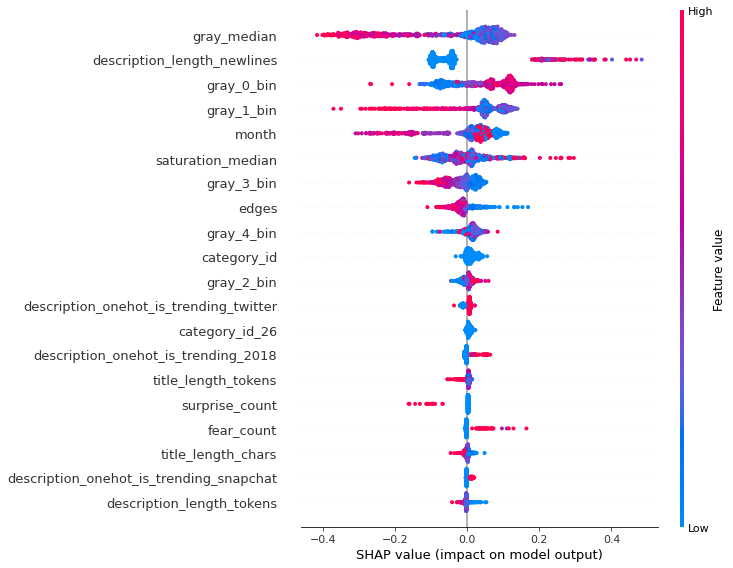 High
gray_median
description_length_newlines
gray_0_bin
gray_1_bin
month
saturation_median
gray_3_bin
edges
gray_4_bin
category_id
gray_2_bin
description_onehot_is_trending_twitter
category_id_26
description_onehot_is_trending_2018
title_length_tokens
surprise_count
fear_count
title_length_chars
description_onehot_is_trending_snapchat
description_length_tokens
Low
Feature value
−0.4 −0.2 0.0 0.2 0.4
SHAP value (impact on model output)